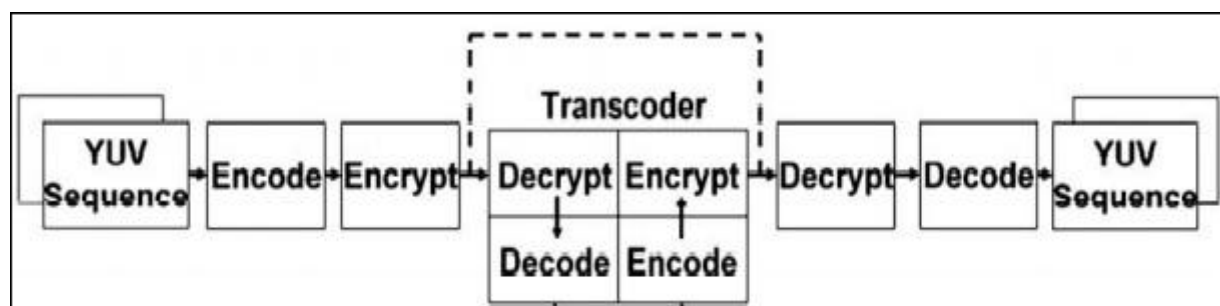 Transcoder
YUV
Sequence
Encode
Encrypt
Decrypt
Encrypt
Decode
Encode
Decrypt
Decode
YUV
Sequence